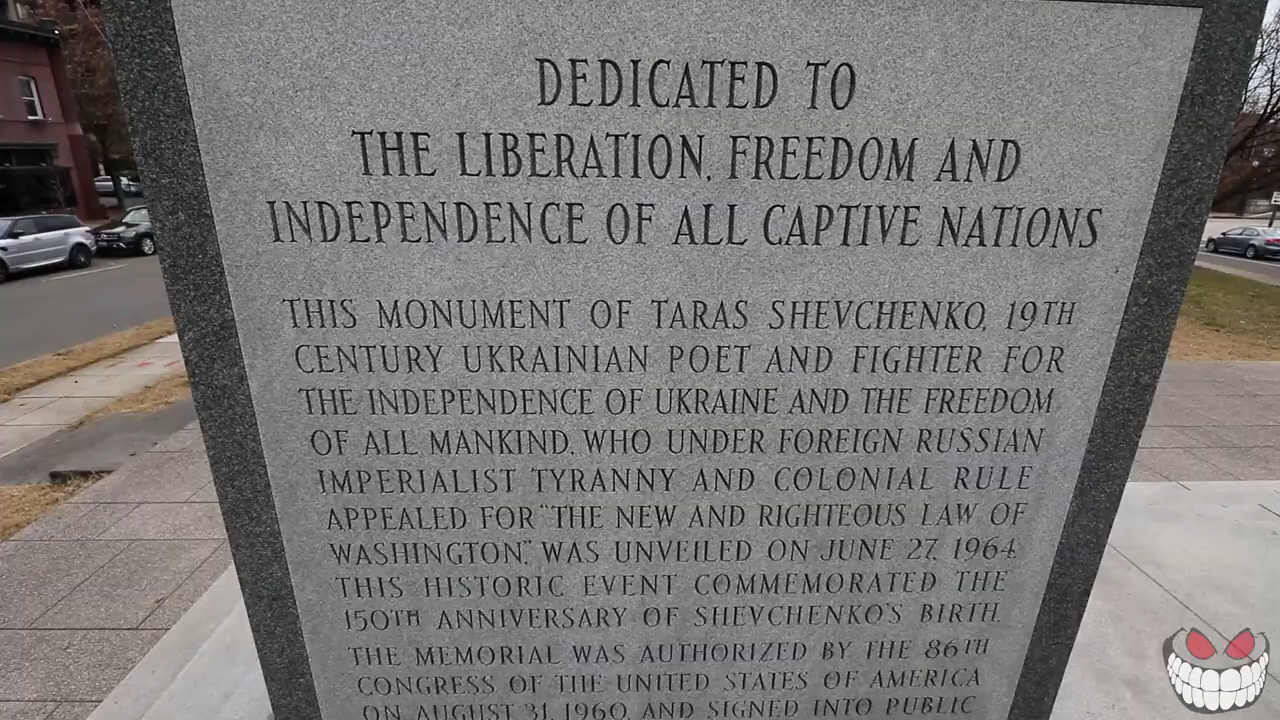 DEDICATED TO
THE LIBERATION, FREEDOM AND
INDEPENDENCE OF ALL CAPTIVE NATIONS
THIS MONUMENT OF TARAS SHEVCHENKO, 19TH
CENTURY UKRAINIAN POET AND FIGHTER FOR
THE INDEPENDENCE OF UKRAINE AND THE FREEDOM
OF ALL MANKIND, WHO UNDER FOREIGN RUSSIAN
IMPERIALIST TYRANNY AND COLONIAL RULE
APPEALED FOR "THE NEW AND RIGHTEOUS LAW OF
WASHINGTON," WAS UNVEILED ON JUNE 27, 1964.
THIS HISTORIC EVENT COMMEMORATED THE
150TH ANNIVERSARY OF SHEVCHENKO'S BIRTH.
THE MEMORIAL WAS AUTHORIZED BY THE 86TH
CONGRESS OF THE UNITED STATES OF AMERICA
ON AUGUST 31, 1960, AND SIGNED INTO PUBLIC